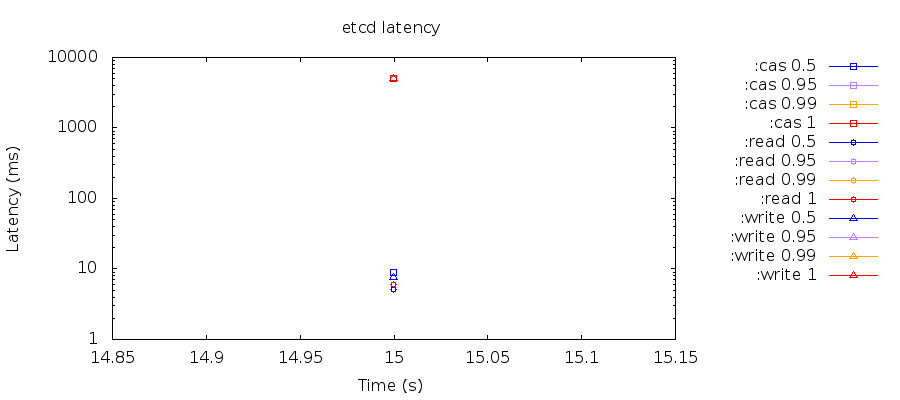 etcd latency
10000
1000
100
10
1
14.85 14.9 14.95 15 15.05 15.1 15.15
Latency (ms)
Time (s)
:cas 0.5
:cas 0.95
:cas 0.99
:cas 1
:read 0.5
:read 0.95
:read 0.99
:read 1
:write 0.5
:write 0.95
:write 0.99
:write 1